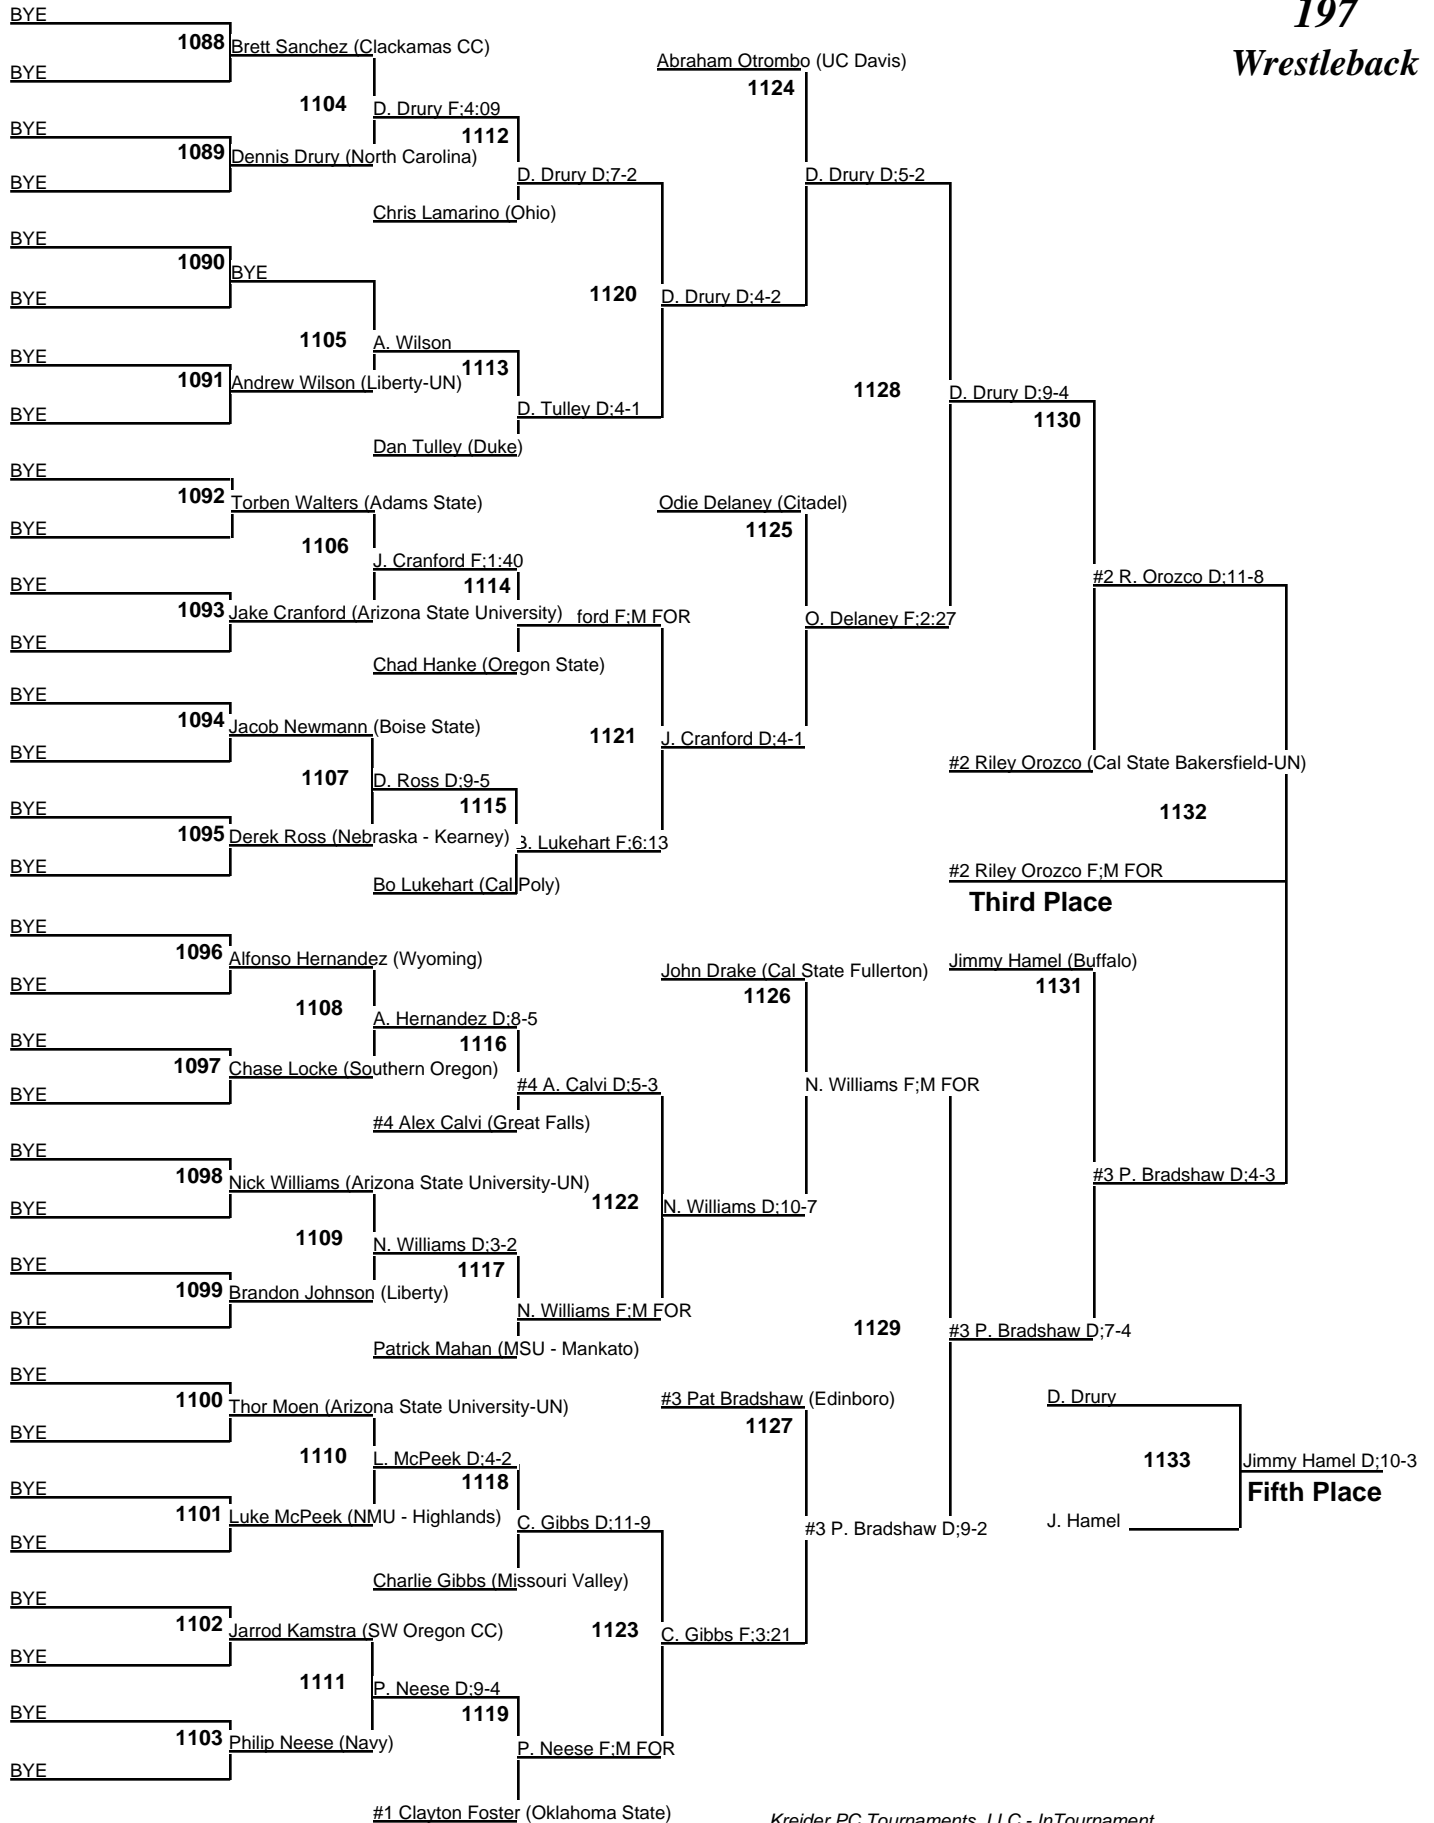 BYE
197
1088 Brett Sanchez (Clackamas CC)
Wrestleback
BYE
Abraham Otrombo (UC Davis)
1124
1104 D. Drury F;4:09
BYE
1112
1089 Dennis Drury (North Carolina)
BYE
D. Drury D;7-2
D. Drury D;5-2
Chris Lamarino (Ohio)
BYE
1090 BYE
BYE
1120 D. Drury D;4-2
1105 A. Wilson
BYE
1113
1091 Andrew Wilson (Liberty-UN)
1128 D. Drury D;9-4
BYE
D. Tulley D;4-1
1130
Dan Tulley (Duke)
BYE
1092 Torben Walters (Adams State)
Odie Delaney (Citadel)
BYE
1125
1106 J. Cranford F;1:40
BYE
1114
#2 R. Orozco D;11-8
1093 Jake Cranford (Arizona State University)
ford F;M FOR
O. Delaney F;2:27
BYE
Chad Hanke (Oregon State)
BYE
1094 Jacob Newmann (Boise State)
BYE
1121 J. Cranford D;4-1
#2 Riley Orozco (Cal State Bakersfield-UN)
1107 D. Ross D;9-5
BYE
1115
1132
1095 Derek Ross (Nebraska - Kearney)
B. Lukehart F;6:13
BYE
Bo Lukehart (Cal Poly)
#2 Riley Orozco F;M FOR
Third Place
BYE
1096 Alfonso Hernandez (Wyoming)
John Drake (Cal State Fullerton)
Jimmy Hamel (Buffalo)
BYE
1126
1131
1108 A. Hernandez D;8-5
BYE
1116
1097 Chase Locke (Southern Oregon)
BYE
#4 A. Calvi D;5-3
N. Williams F;M FOR
#4 Alex Calvi (Great Falls)
BYE
1098 Nick Williams (Arizona State University-UN)
#3 P. Bradshaw D;4-3
BYE
1122 N. Williams D;10-7
1109 N. Williams D;3-2
BYE
1117
1099 Brandon Johnson (Liberty)
BYE
N. Williams F;M FOR
1129 #3 P. Bradshaw D;7-4
Patrick Mahan (MSU - Mankato)
BYE
1100 Thor Moen (Arizona State University-UN)
#3 Pat Bradshaw (Edinboro)
D. Drury
BYE
1127
1110 L. McPeek D;4-2
1133 Jimmy Hamel D;10-3
BYE
1118
Fifth Place
1101 Luke McPeek (NMU - Highlands)
C. Gibbs D;11-9
#3 P. Bradshaw D;9-2
J. Hamel
BYE
Charlie Gibbs (Missouri Valley)
BYE
1102 Jarrod Kamstra (SW Oregon CC)
1123 C. Gibbs F;3:21
BYE
1111 P. Neese D;9-4
BYE
1119
1103 Philip Neese (Navy)
P. Neese F;M FOR
BYE
#1 Clayton Foster (Oklahoma State)
Kreider PC Tournaments, LLC - InTournament